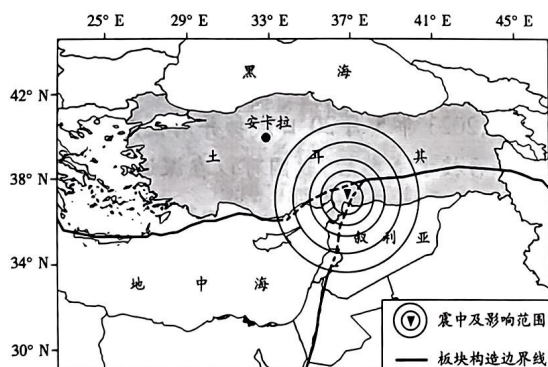 25° E 29° E 33° E 37° E 41° E 45° E
42° N
38° N
34° N
30° N
黑 海
安卡拉
土 耳 其
叙 利 亚
地 中 海
震中及影响范围
板块构造边界线